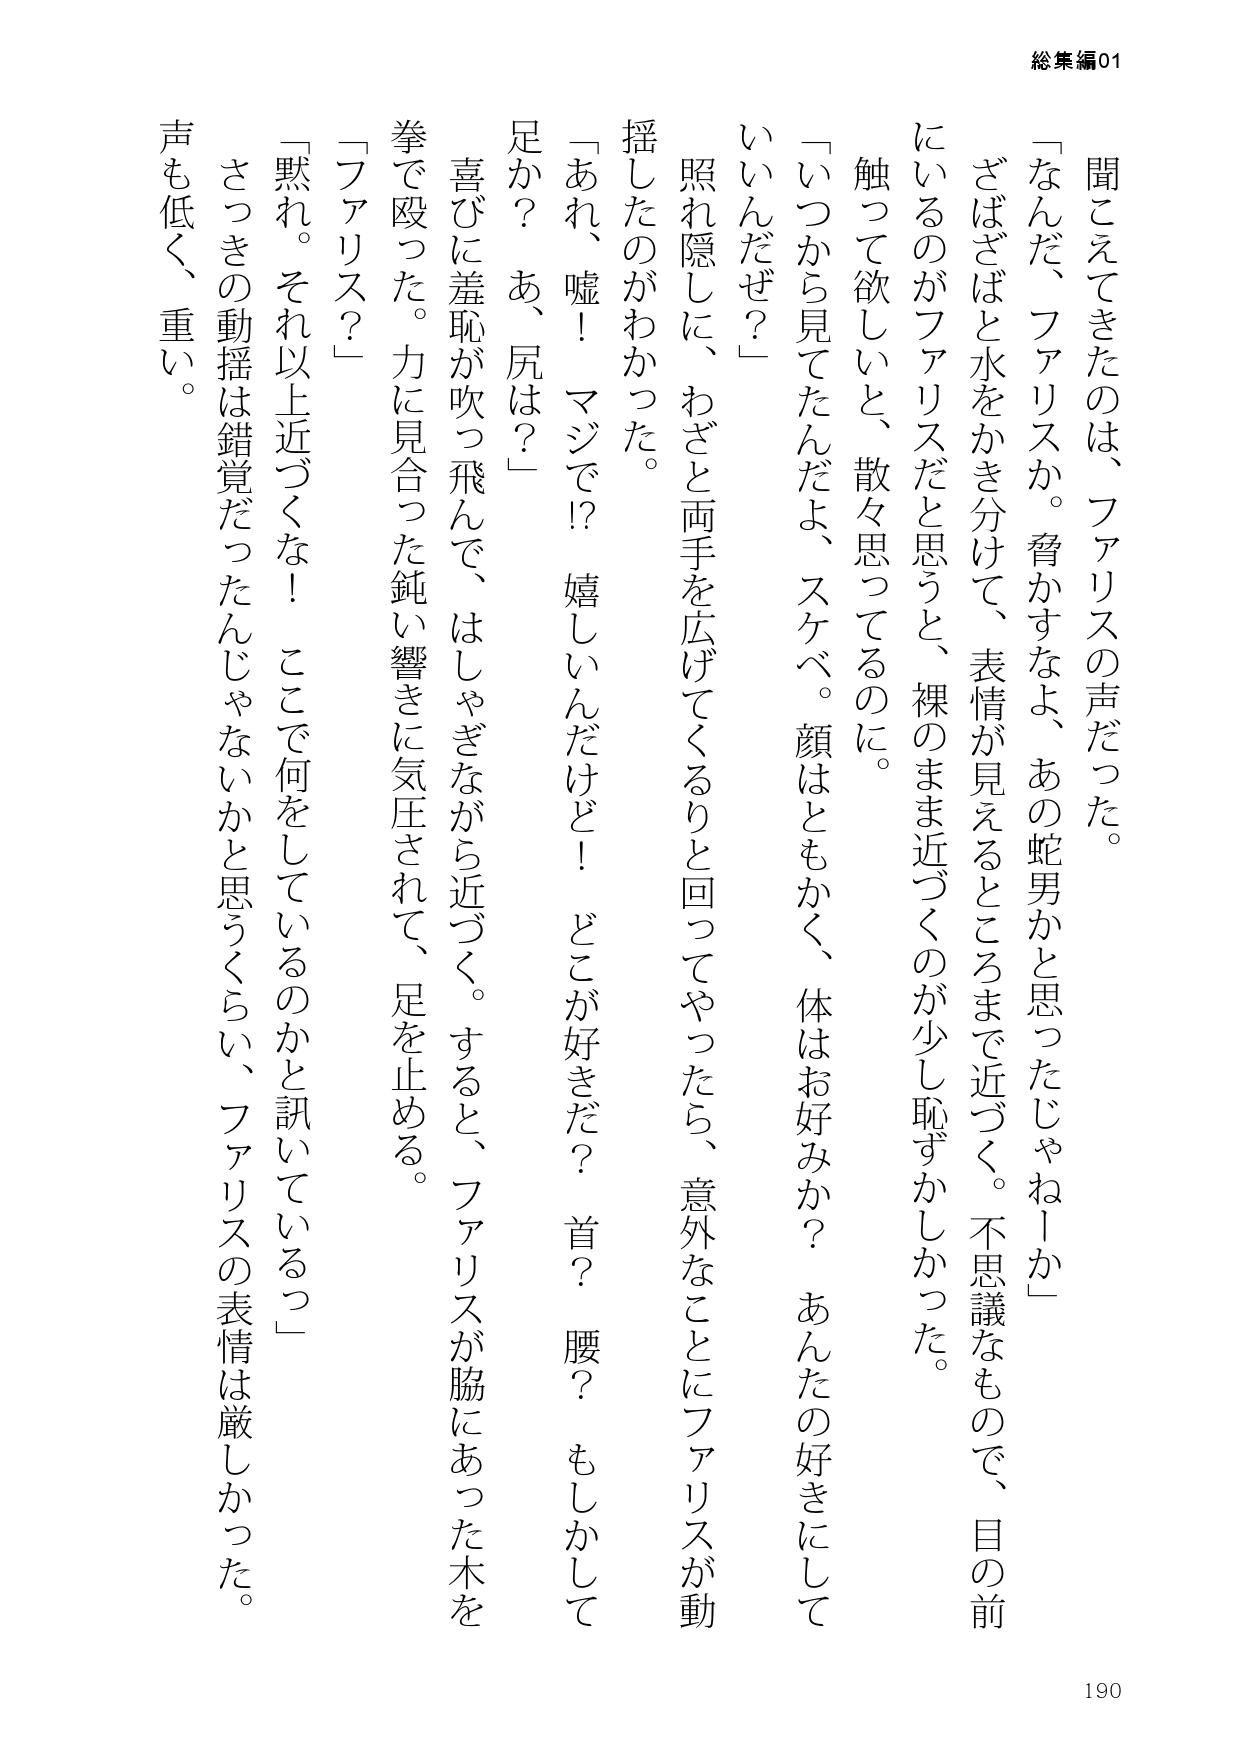 総集編01
聞こえてきたのは、ファリスの声だった。
「なんだ、ファリスか。脅かすなよ、あの蛇男かと思ったじゃねーか」
ざばざばと水をかき分けて、表情が見えるところまで近づく。不思議なもので、目の前
にいるのがファリスだと思うと、裸のまま近づくのが少し恥ずかしかった。
触って欲しいと、散々思ってるのに。
「いつから見てたんだよ、スケベ。顔はともかく、体はお好みか？　あんたの好きにして
いいんだぜ？」
照れ隠しに、わざと両手を広げてくるりと回ってやったら、意外なことにファリスが動
揺したのがわかった。
「あれ、嘘！　マジで!?　嬉しいんだけど！　どこが好きだ？　首？　腰？　もしかして
足か？　あ、尻は？」
喜びに羞恥が吹っ飛んで、はしゃぎながら近づく。すると、ファリスが脇にあった木を
拳で殴った。力に見合った鈍い響きに気圧されて、足を止める。
「ファリス？」
「黙れ。それ以上近づくな！　ここで何をしているのかと訊いているっ」
さっきの動揺は錯覚だったんじゃないかと思うくらい、ファリスの表情は厳しかった。
声も低く、重い。
190